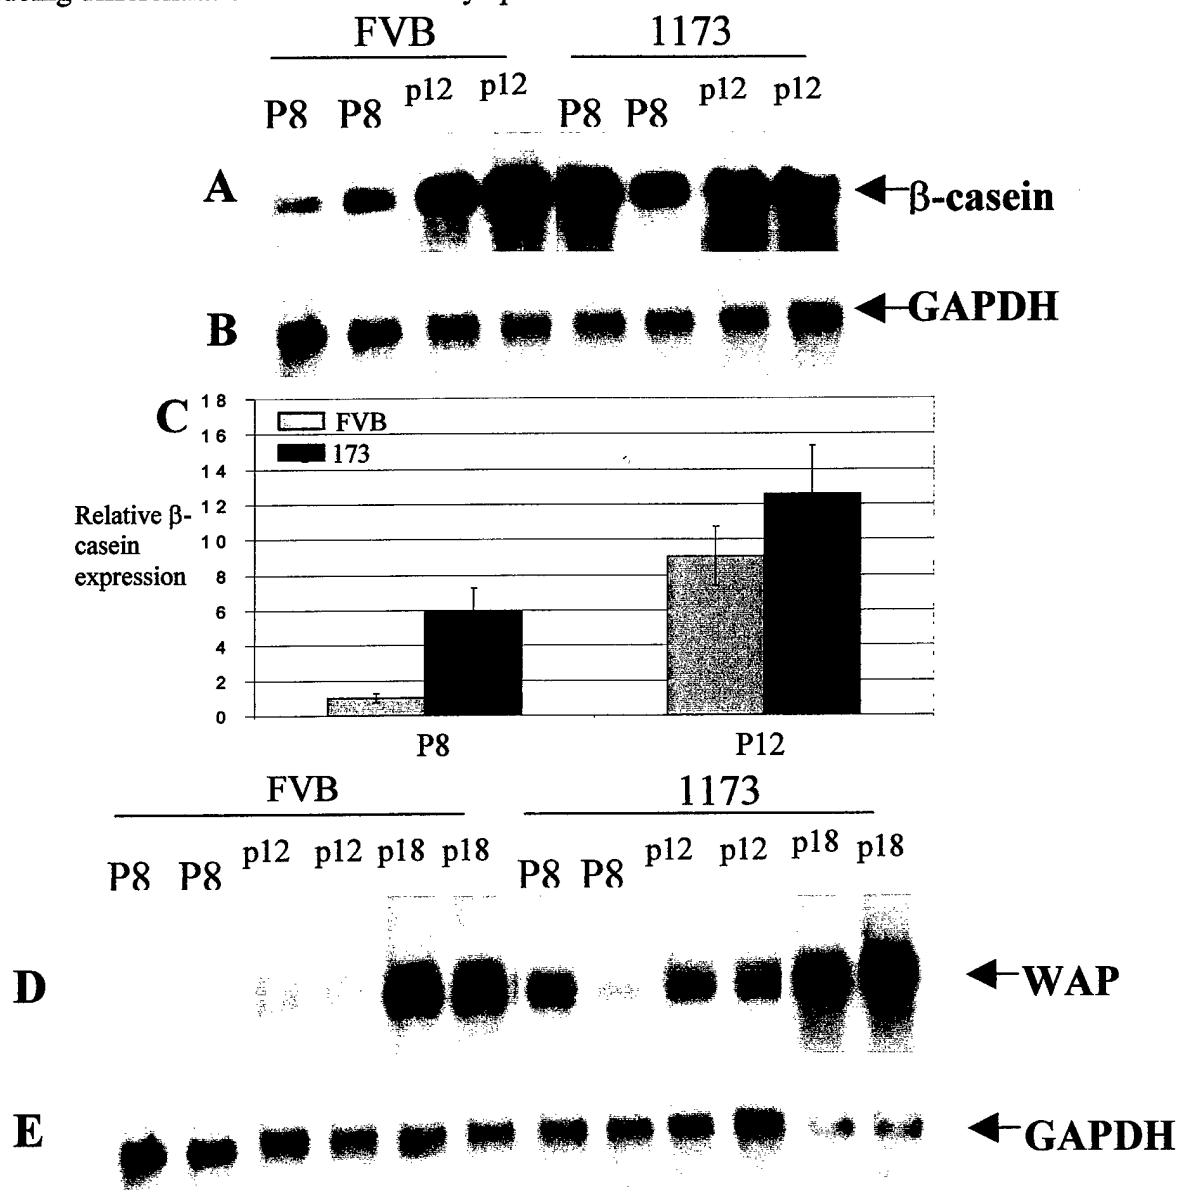 FVB 1173
P8 P8 p12 p12 P8 P8 p12 p12
A β-casein
B GAPDH
C
18
16
14
12
10
8
6
4
2
0
FVB
173
Relative β-
casein
expression
P8 P12
FVB 1173
P8 P8 p12 p12 p18 p18 P8 P8 p12 p12 p18 p18
D WAP
E GAPDH